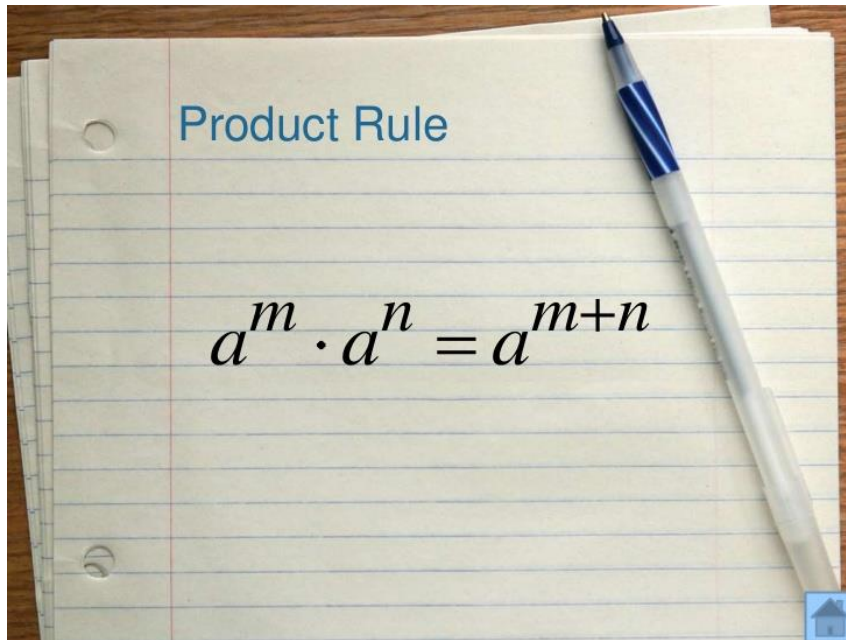 Product Rule
a^m · a^n = a^{m+n}